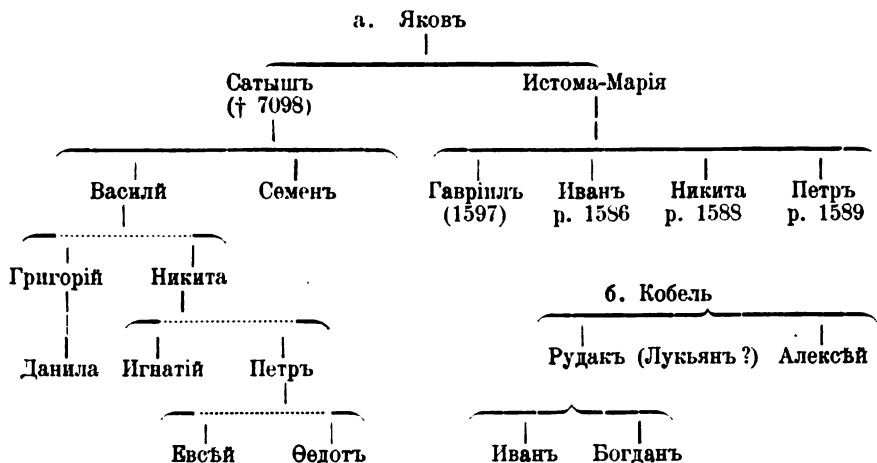 а. Яковъ
Сатышъ Истома-Марія
(† 7098)
Василй Семенъ Гавріилъ Иванъ Никита Петръ
(1597) р. 1586 р. 1588 р. 1589
Григорій Никита
б. Кобель
Данила Игнатій Петръ Рудакъ (Лукьянъ?) Алексѣй
Евсѣй Ѳедотъ Иванъ Богданъ